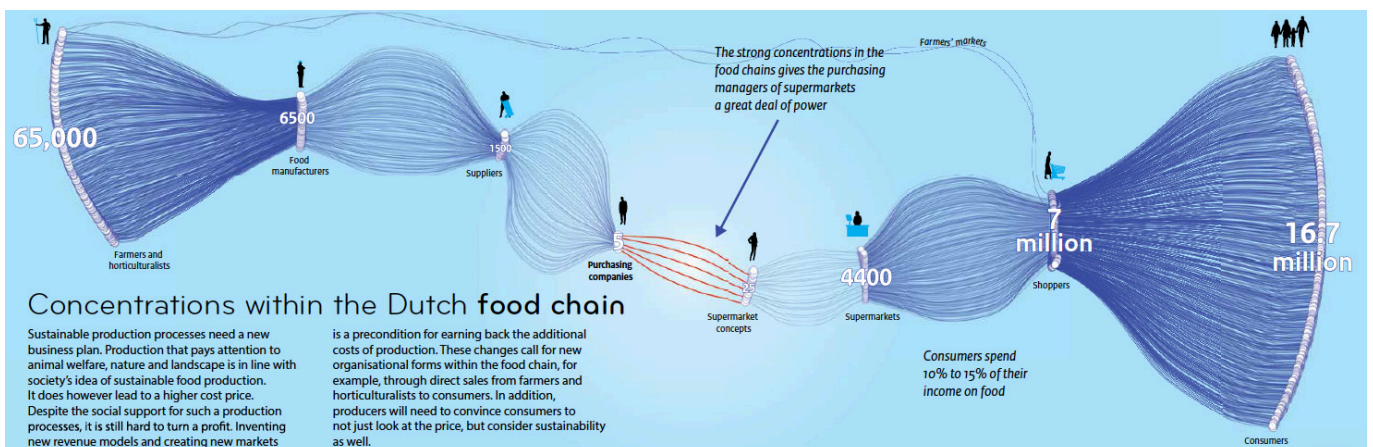 Farmers' markets
The strong concentrations in the
food chains gives the purchasing
managers of supermarkets
a great deal of power
65,000
Farmers and
horticulturalists
6500
Food
manufacturers
1500
Suppliers
5
Purchasing
companies
25
Supermarket
concepts
4400
Supermarkets
7
million
Shoppers
16.7
million
Consumers
Consumers spend
10% to 15% of their
income on food
Concentrations within the Dutch food chain
Sustainable production processes need a new
business plan. Production that pays attention to
animal welfare, nature and landscape is in line with
society's idea of sustainable food production.
It does however lead to a higher cost price.
Despite the social support for such a production
processes, it is still hard to turn a profit. Inventing
new revenue models and creating new markets
is a precondition for earning back the additional
costs of production. These changes call for new
organisational forms within the food chain, for
example, through direct sales from farmers and
horticulturalists to consumers. In addition,
producers will need to convince consumers to
not just look at the price, but consider sustainability
as well.